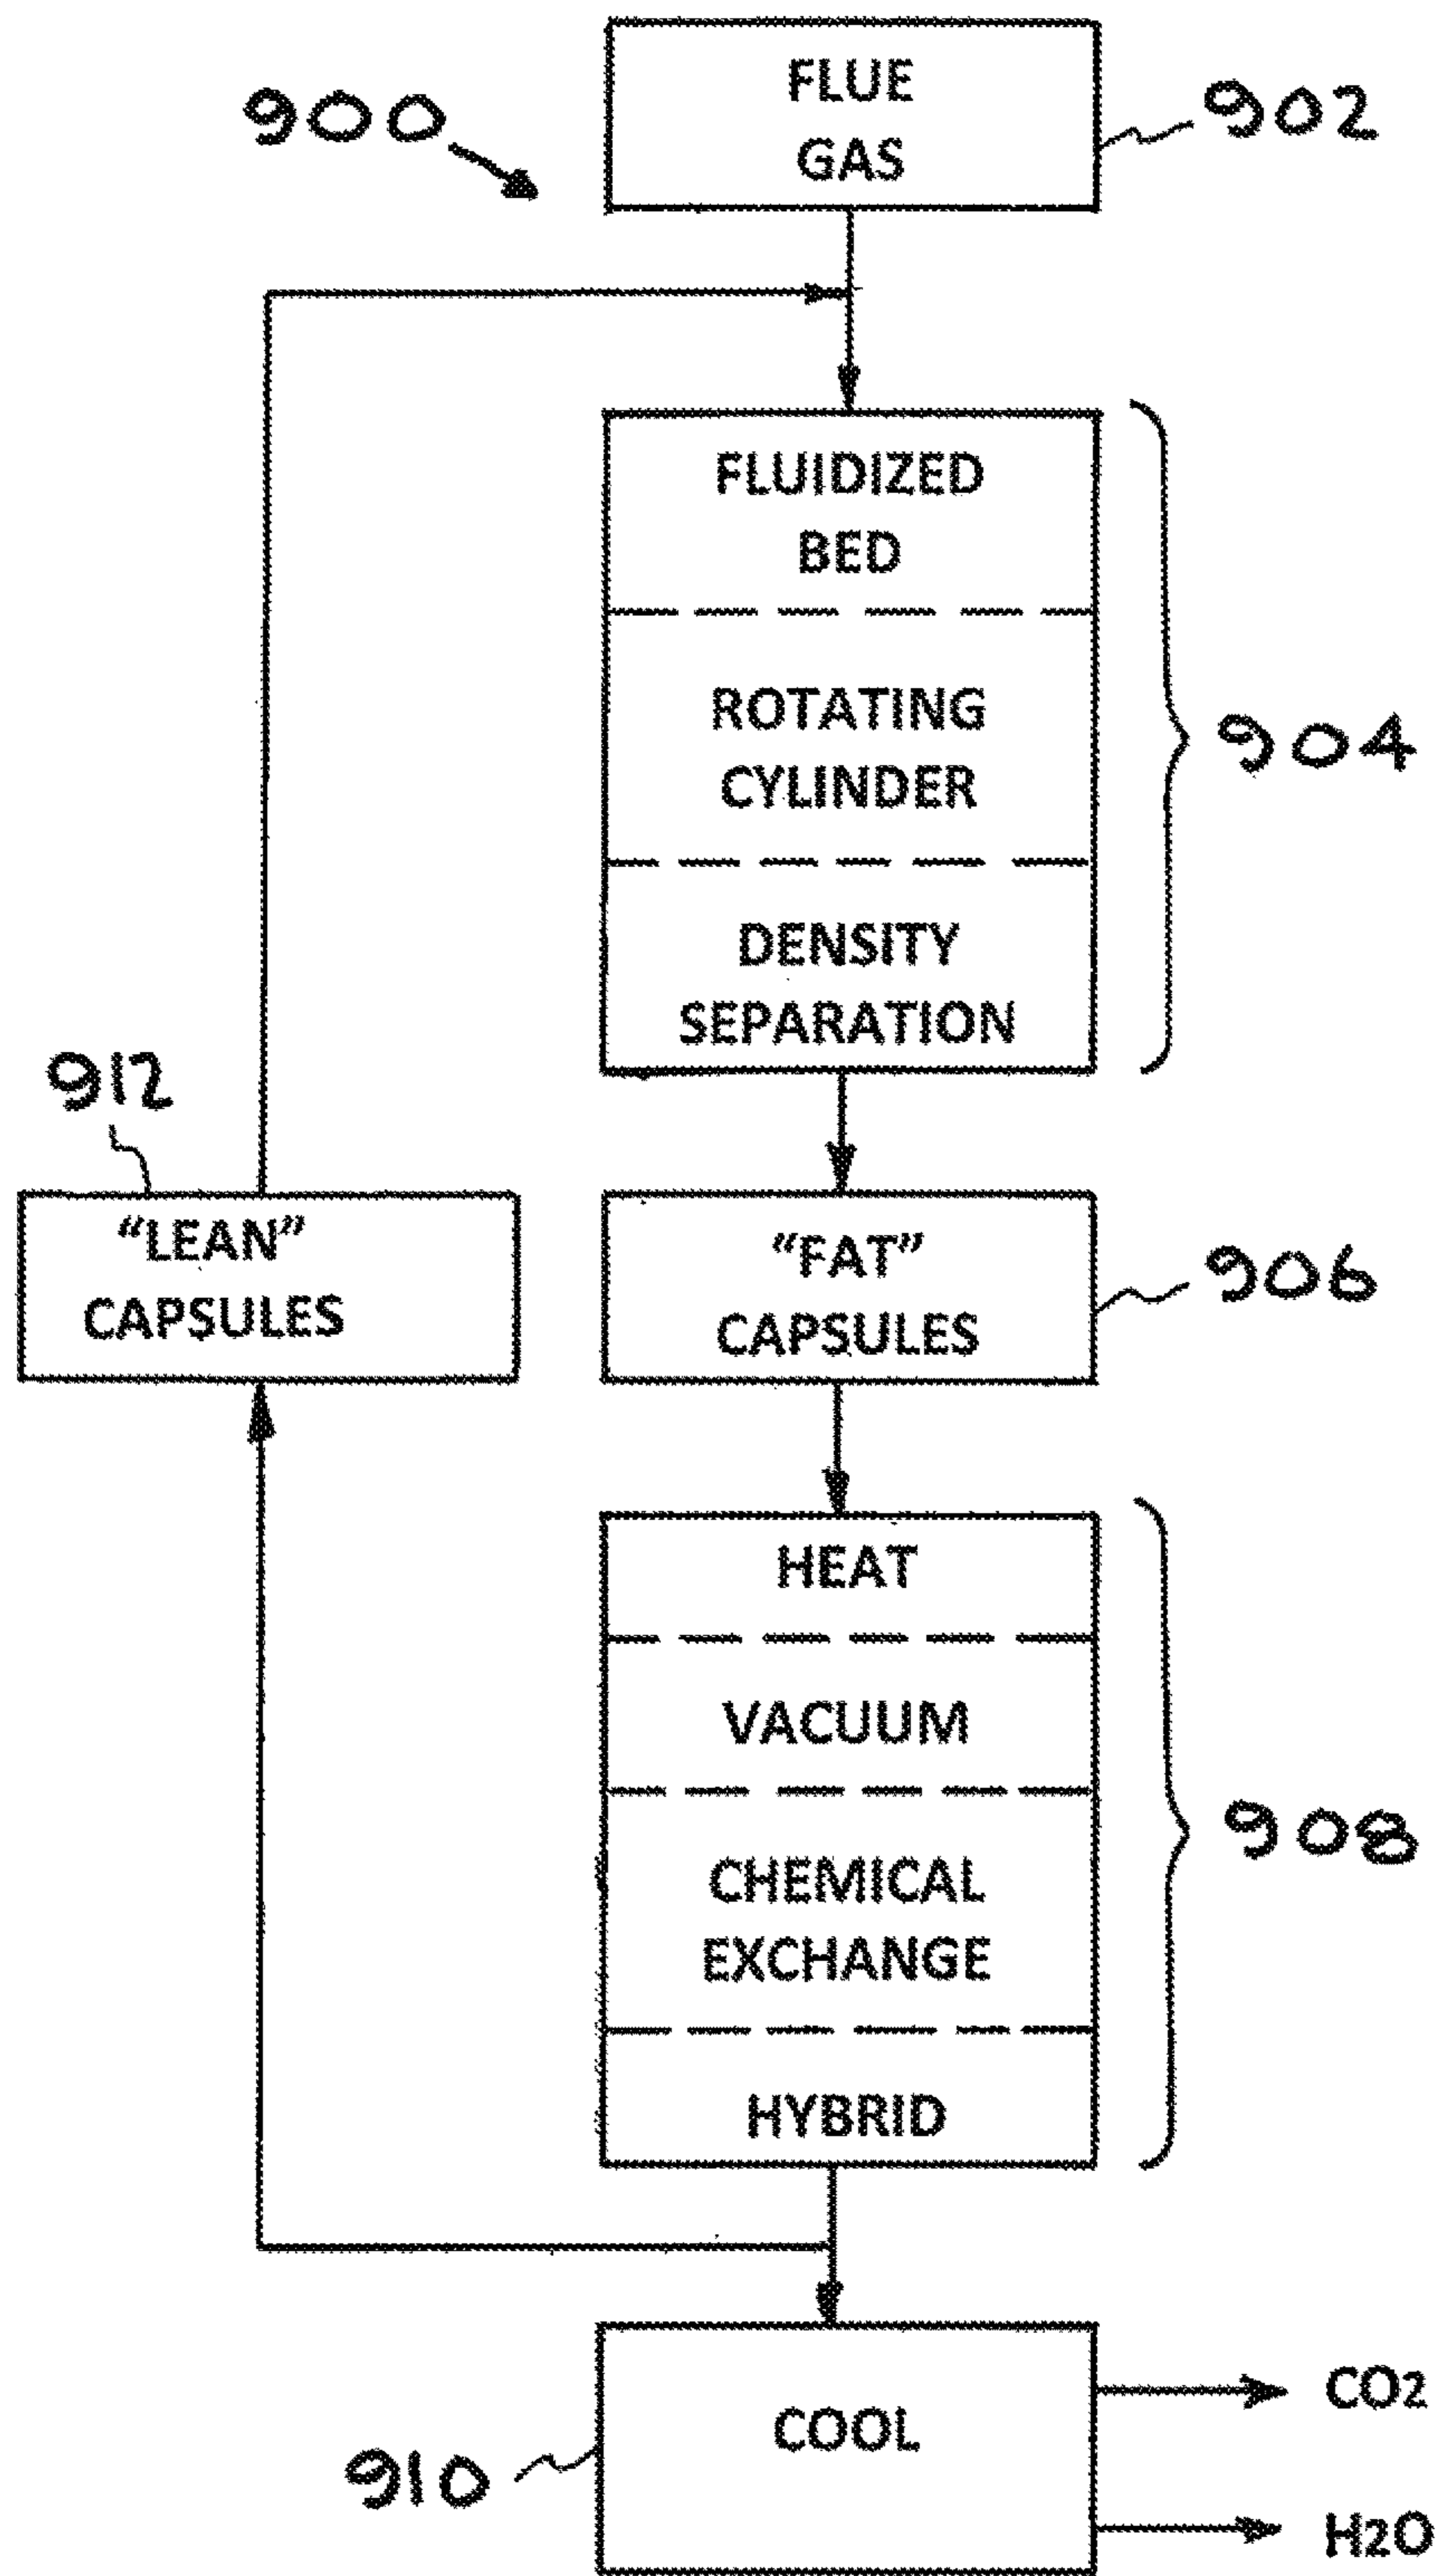 FLUE
GAS
900
902
FLUIDIZED
BED
ROTATING
CYLINDER
904
DENSITY
SEPARATION
912
"LEAN"
CAPSULES
"FAT"
CAPSULES
906
HEAT
VACUUM
CHEMICAL
EXCHANGE
908
HYBRID
COOL
910
CO2
H2O